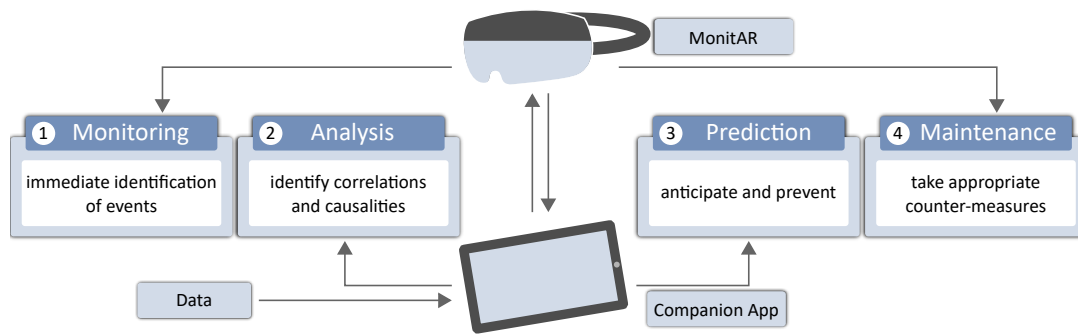 MonitAR
1 Monitoring
immediate identification
of events
2 Analysis
identify correlations
and causalities
3 Prediction
anticipate and prevent
4 Maintenance
take appropriate
counter-measures
Data
Companion App